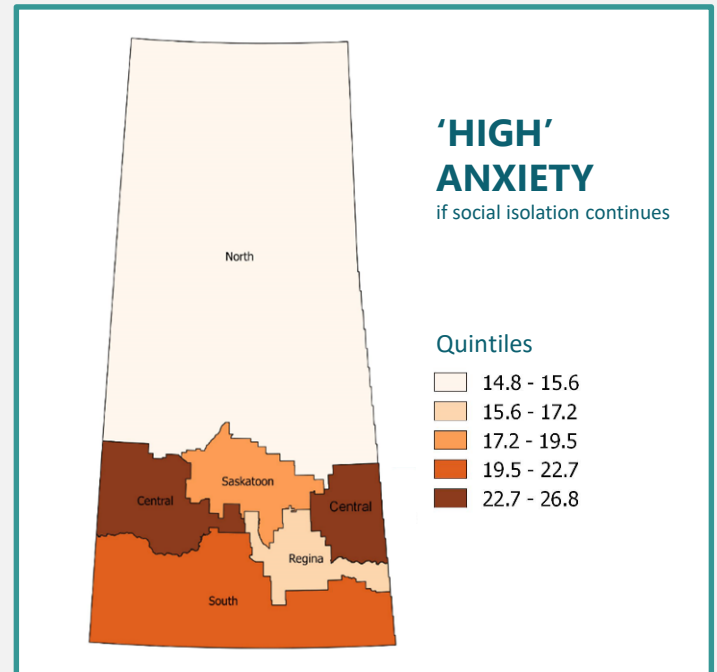 ‘HIGH’
ANXIETY
if social isolation continues
North
Quintiles
14.8 - 15.6
15.6 - 17.2
17.2 - 19.5
19.5 - 22.7
22.7 - 26.8
Saskatoon
Central
Central
Regina
South